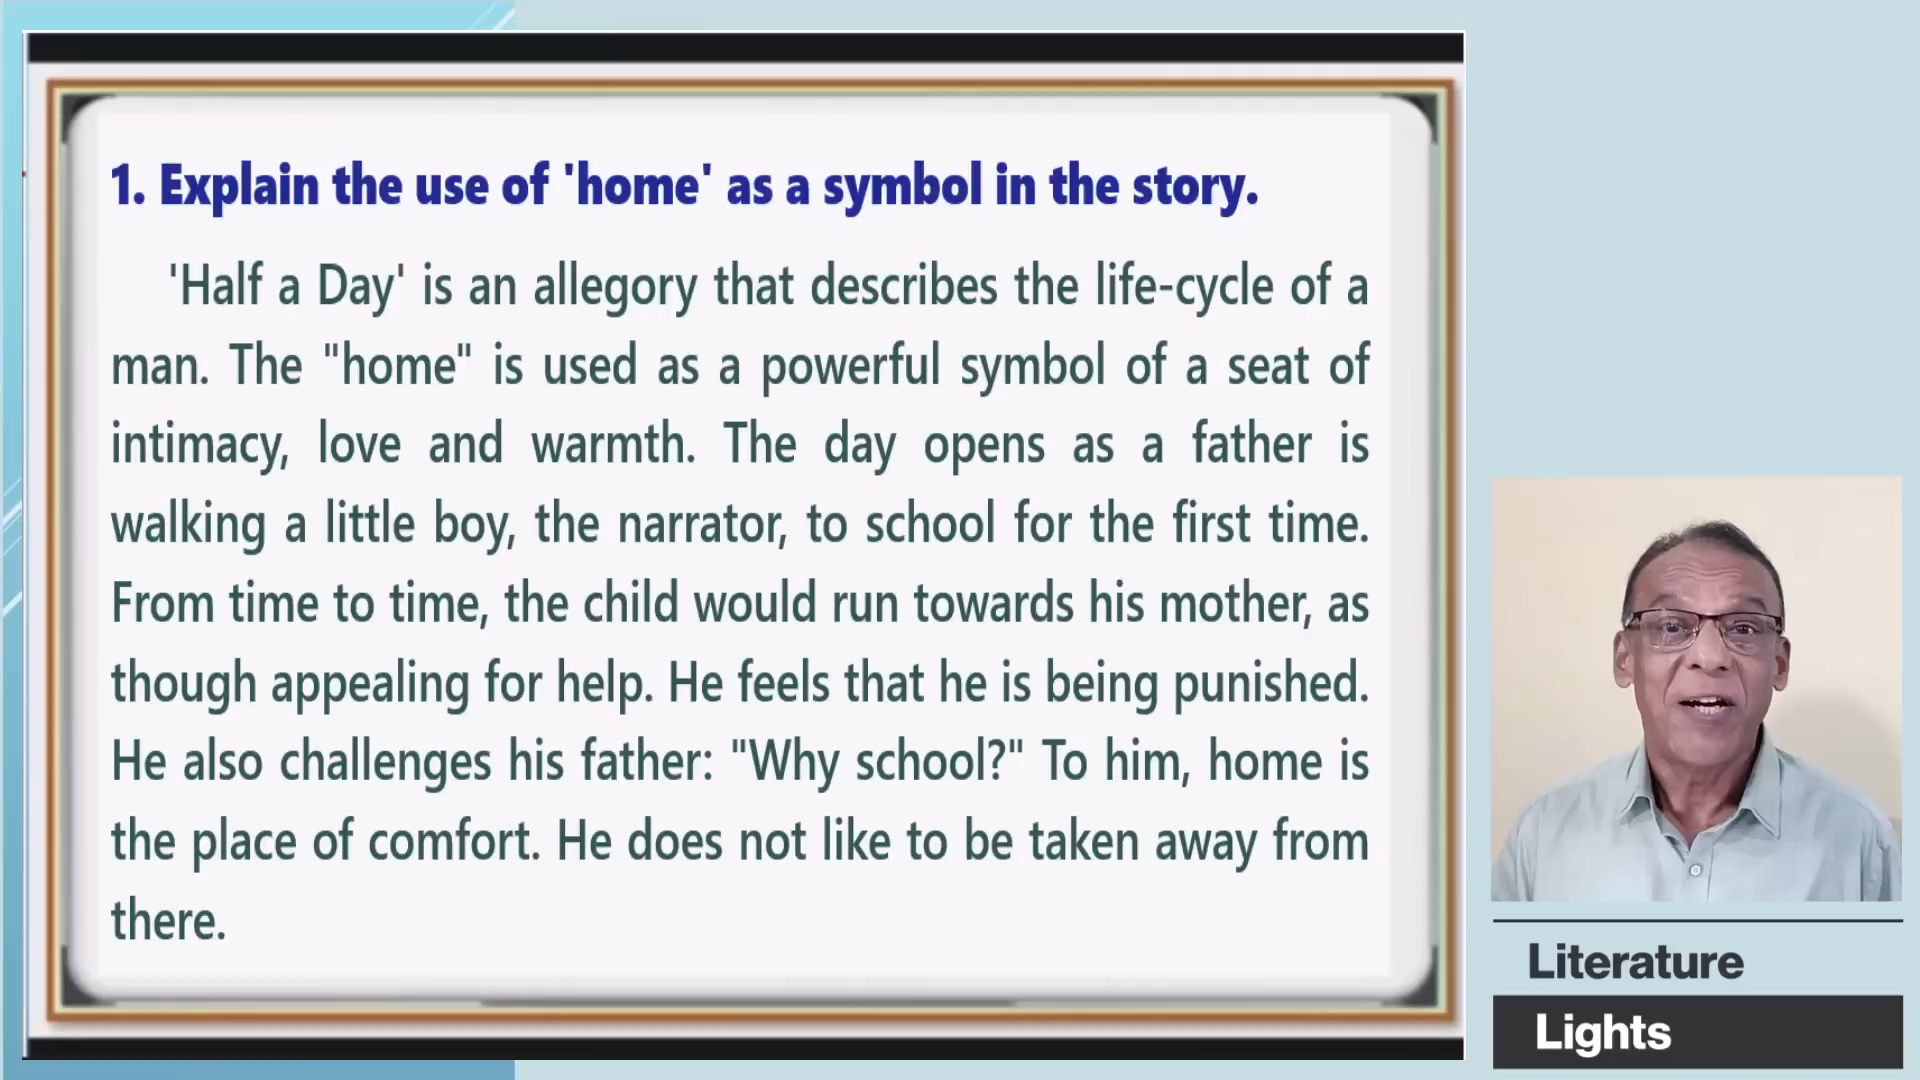 1. Explain the use of 'home' as a symbol in the story.
'Half a Day' is an allegory that describes the life-cycle of a
man. The "home" is used as a powerful symbol of a seat of
intimacy, love and warmth. The day opens as a father is
walking a little boy, the narrator, to school for the first time.
From time to time, the child would run towards his mother, as
though appealing for help. He feels that he is being punished.
He also challenges his father: "Why school?" To him, home is
the place of comfort. He does not like to be taken away from
there.
Literature
Lights